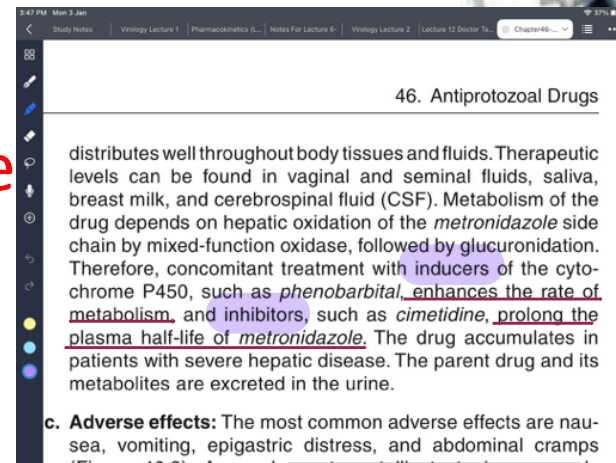 3:47 PM Mon 3 Jan
37%
Study Notes
Virology Lecture 1
Pharmacokinetics (L...
Notes For Lecture 6-
Virology Lecture 2
Lecture 12 Doctor Ta...
Chapter46-...
46. Antiprotozoal Drugs
e
distributes well throughout body tissues and fluids. Therapeutic
levels can be found in vaginal and seminal fluids, saliva,
breast milk, and cerebrospinal fluid (CSF). Metabolism of the
drug depends on hepatic oxidation of the metronidazole side
chain by mixed-function oxidase, followed by glucuronidation.
Therefore, concomitant treatment with inducers of the cyto-
chrome P450, such as phenobarbital, enhances the rate of
metabolism, and inhibitors, such as cimetidine, prolong the
plasma half-life of metronidazole. The drug accumulates in
patients with severe hepatic disease. The parent drug and its
metabolites are excreted in the urine.
c. Adverse effects: The most common adverse effects are nau-
sea, vomiting, epigastric distress, and abdominal cramps